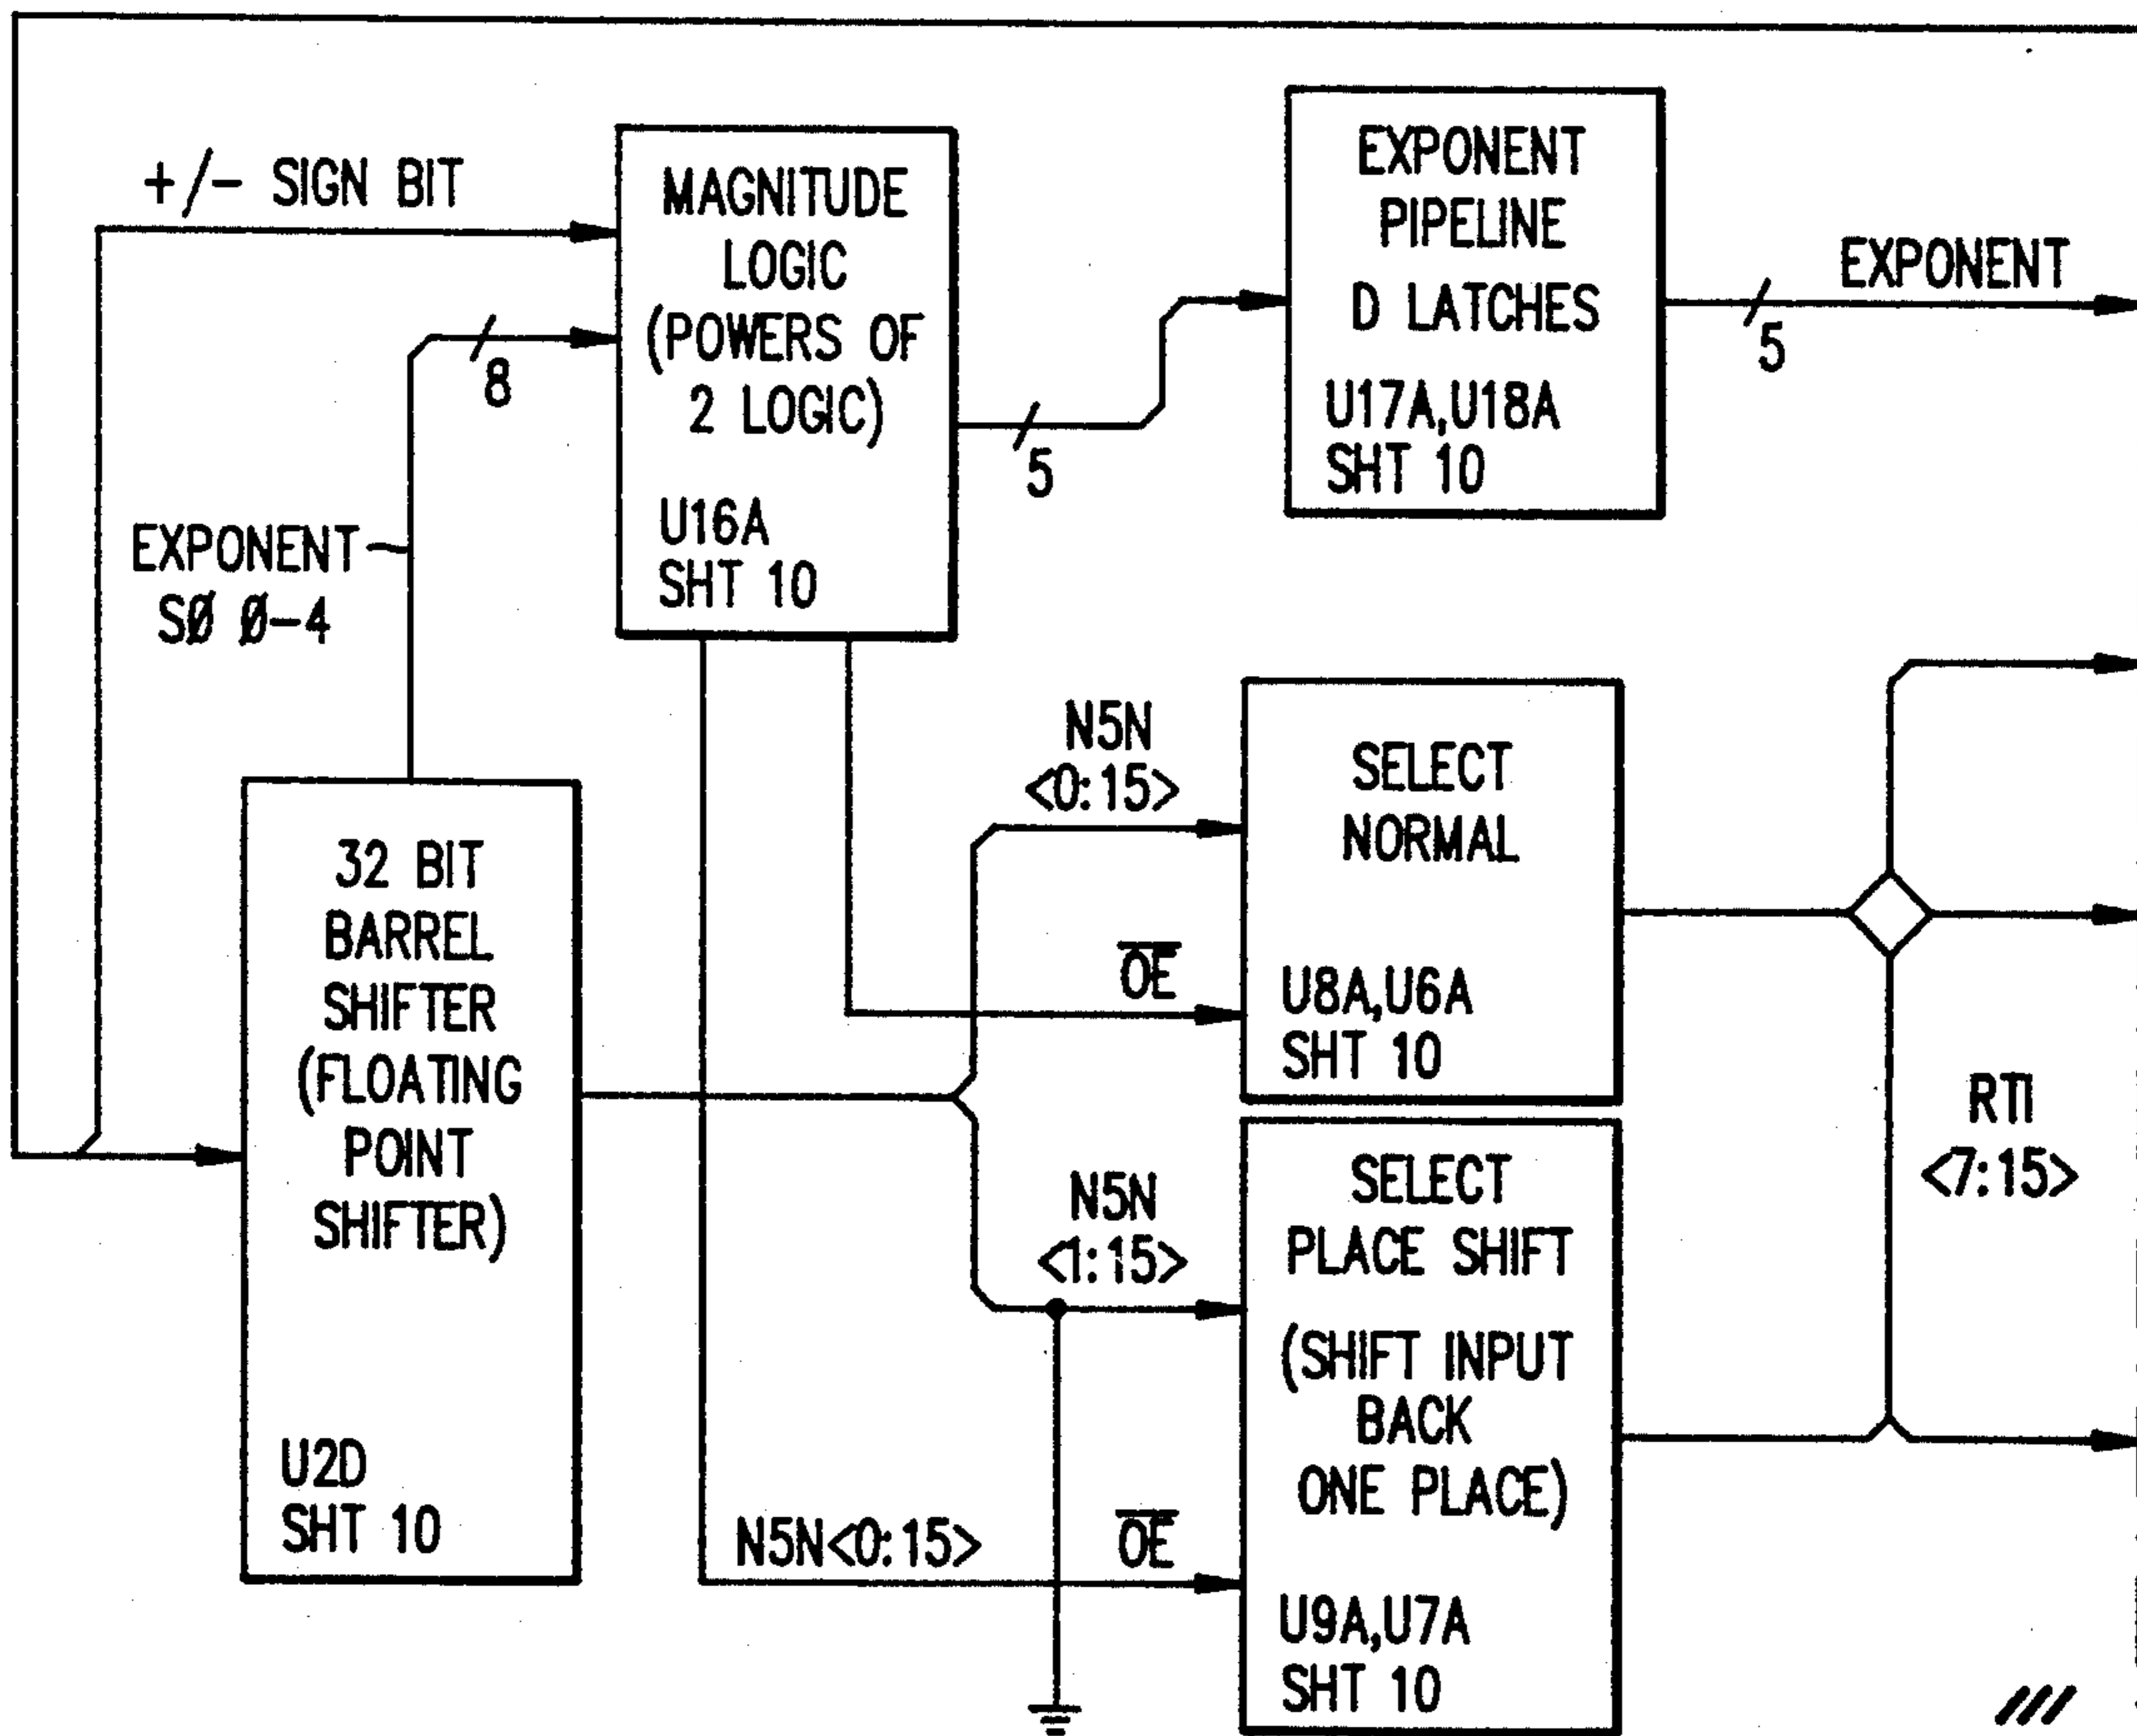 +/- SIGN BIT
MAGNITUDE
LOGIC
(POWERS OF
2 LOGIC)
U16A
SHT 10
8
5
EXPONENT
PIPELINE
D LATCHES
U17A,U18A
SHT 10
EXPONENT
5
EXPONENT
SØ Ø-4
32 BIT
BARREL
SHIFTER
(FLOATING
POINT
SHIFTER)
U2D
SHT 10
N5N
<0:15>
OE
SELECT
NORMAL
U8A,U6A
SHT 10
N5N
<1:15>
N5N<0:15>
OE
SELECT
PLACE SHIFT
(SHIFT INPUT
BACK
ONE PLACE)
U9A,U7A
SHT 10
RTI
<7:15>